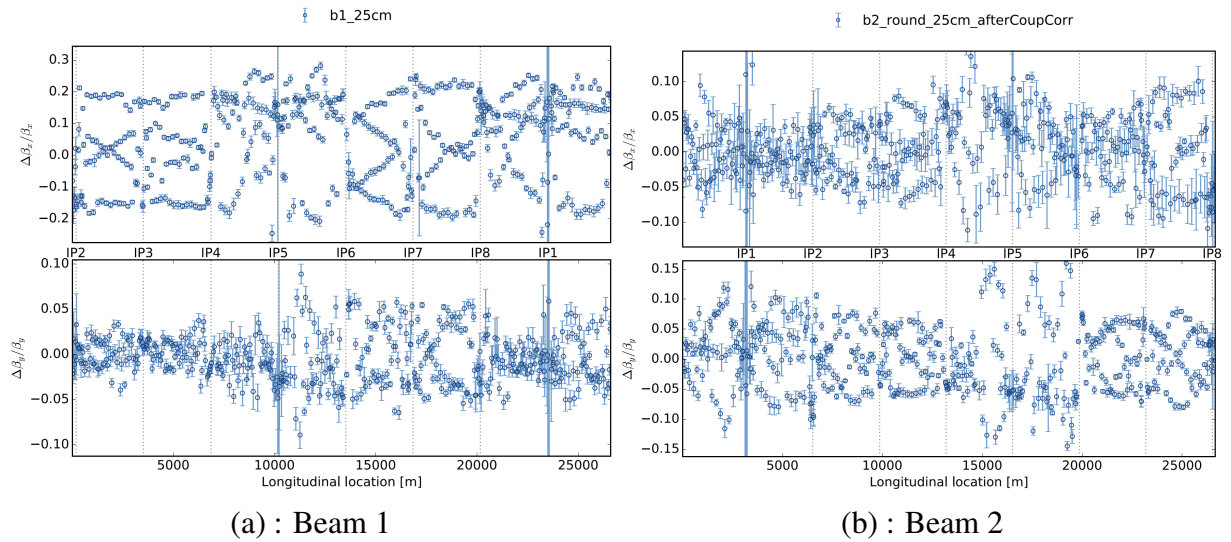 b1_25cm
0.3
0.2
0.1
0.0
−0.1
−0.2
Δβx/βx
IP2 IP3 IP4 IP5 IP6 IP7 IP8 IP1
0.10
0.05
0.00
−0.05
−0.10
Δβy/βy
5000 10000 15000 20000 25000
Longitudinal location [m]
(a) : Beam 1
b2_round_25cm_afterCoupCorr
0.10
0.05
0.00
−0.05
−0.10
Δβx/βx
IP1 IP2 IP3 IP4 IP5 IP6 IP7 IP8
0.15
0.10
0.05
0.00
−0.05
−0.10
−0.15
Δβy/βy
5000 10000 15000 20000 25000
Longitudinal location [m]
(b) : Beam 2